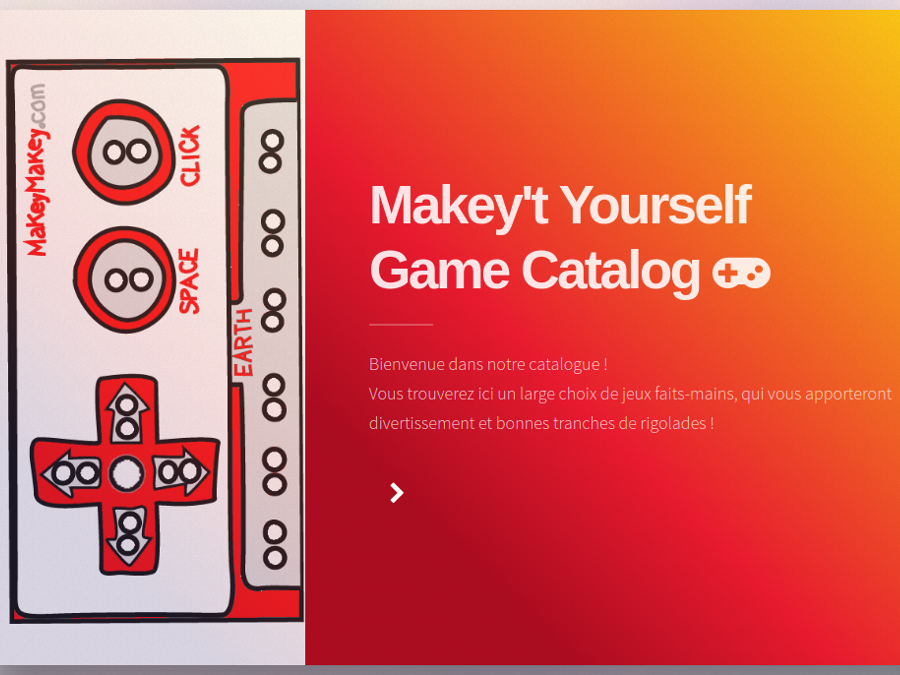 MaKeyMaKey.com
CLICK
SPACE
EARTH
Makey't Yourself
Game Catalog
Bienvenue dans notre catalogue !
Vous trouverez ici un large choix de jeux faits-mains, qui vous apporteront
divertissement et bonnes tranches de rigolades !